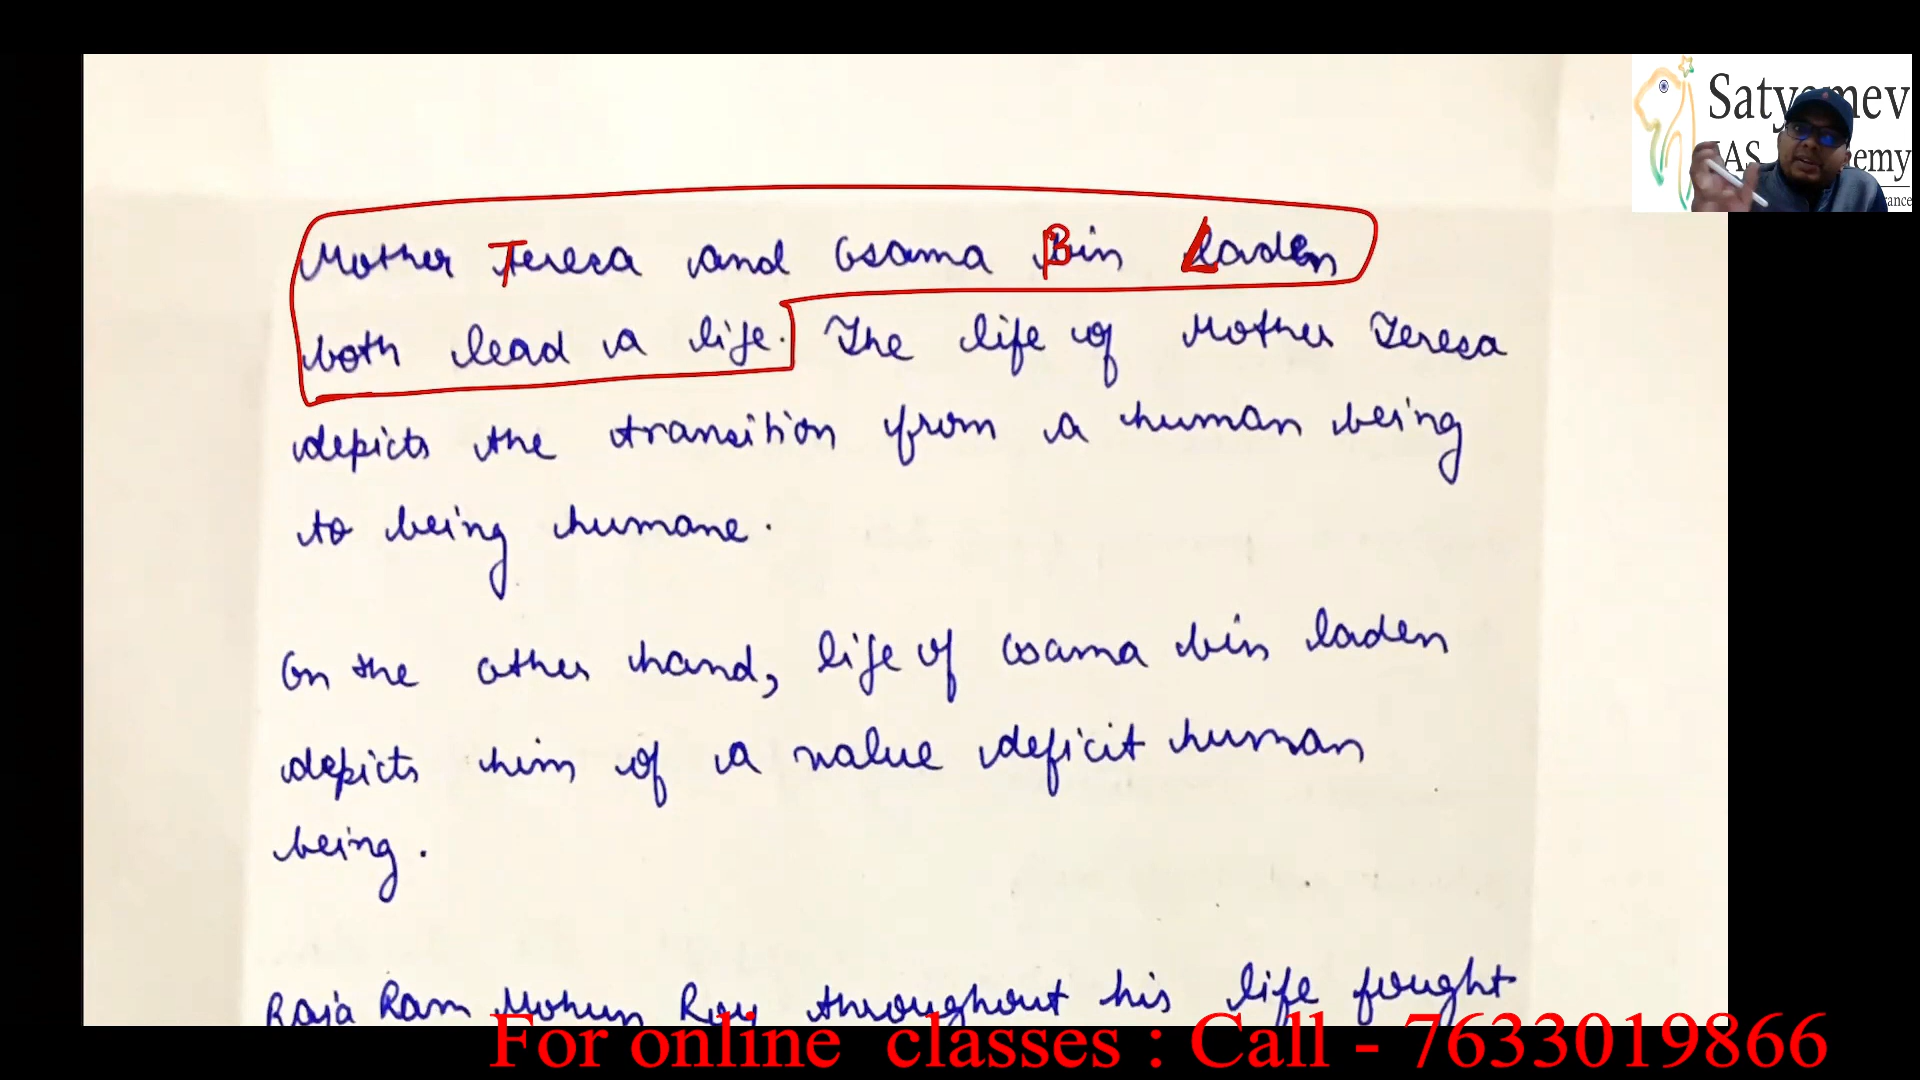 Satyamev
IAS Academy
Mother Teresa and Osama Bin Laden
both lead a life. The life of Mother Teresa
depicts the transition from a human being
to being humane.
On the other hand, life of Osama bin laden
depicts him of a value deficit human
being.
Raja Ram Mohun Roy throughout his life fought
For online classes : Call - 7633019866